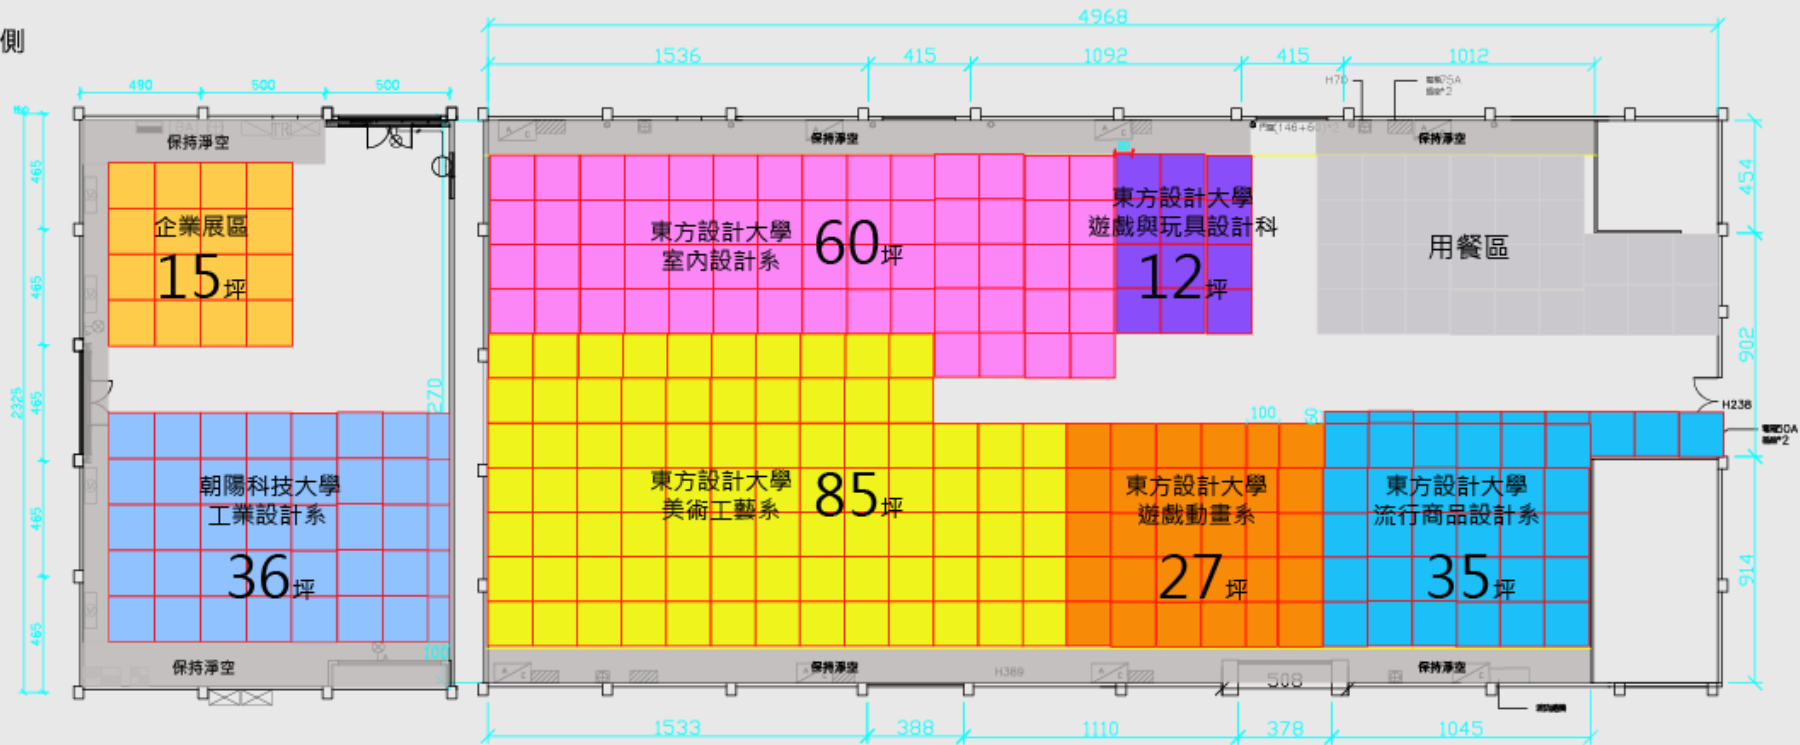 側
4968
1536
415
1092
415
1012
490
500
500
H70
保持淨空
保持淨空
保持淨空
465
465
465
465
465
2325
454
902
914
企業展區
15坪
東方設計大學
室內設計系
60坪
東方設計大學
遊戲與玩具設計科
12坪
用餐區
270
100
60
H238
朝陽科技大學
工業設計系
36坪
東方設計大學
美術工藝系
85坪
東方設計大學
遊戲動畫系
27坪
東方設計大學
流行商品設計系
35坪
100
保持淨空
保持淨空
H389
保持淨空
508
1533
388
1110
378
1045